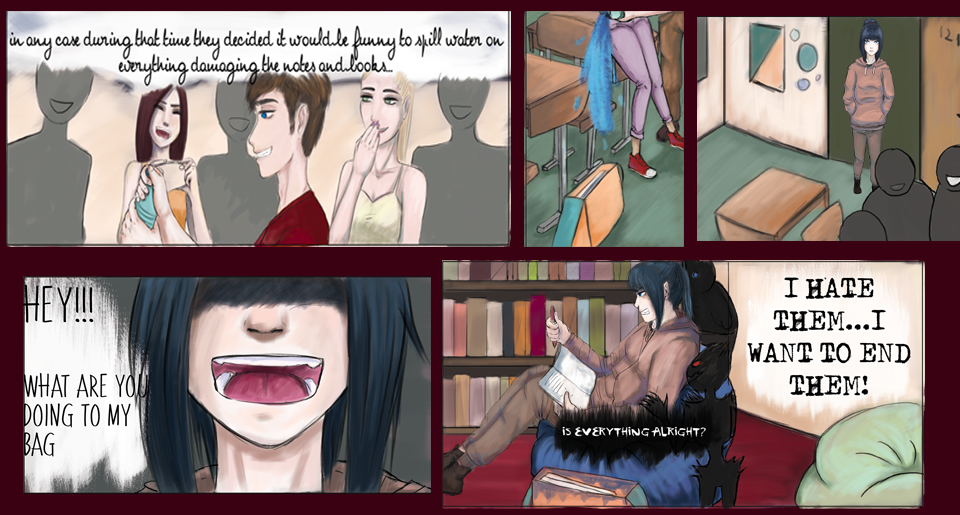 in any case during that time they decided it would be funny to spill water on
everything damaging the notes and books...
12
HEY!!!
WHAT ARE YOU
DOING TO MY
BAG
I HATE
THEM...I
WANT TO END
THEM!
IS EVERYTHING ALRIGHT?